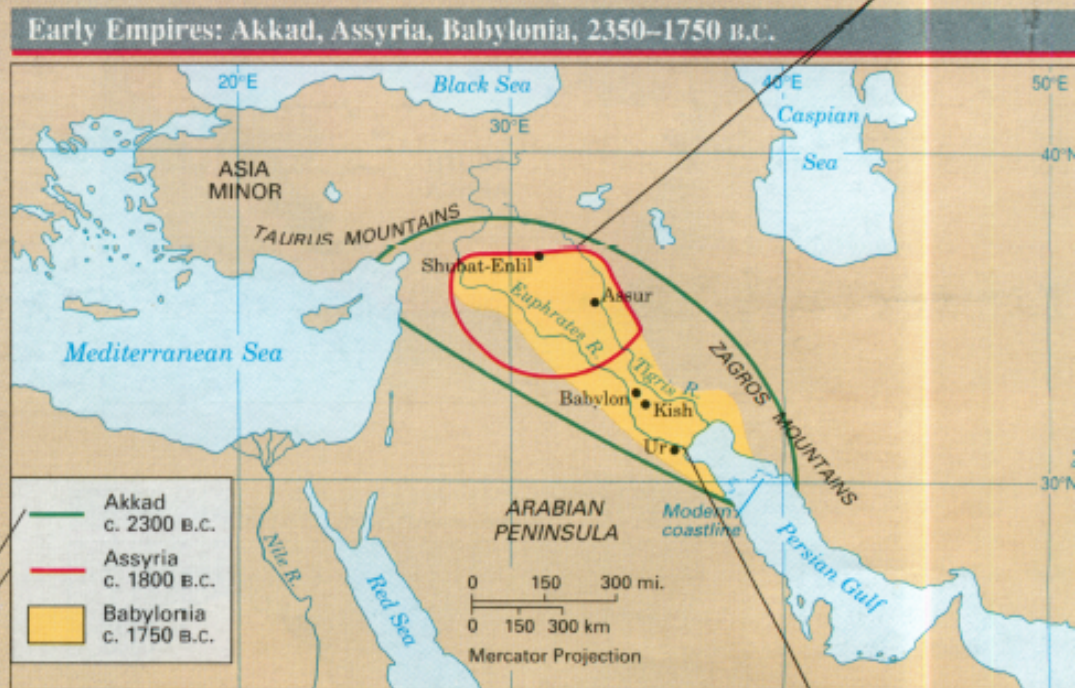 Early Empires: Akkad, Assyria, Babylonia, 2350–1750 B.C.
20°E
Black Sea
40°E
50°E
30°E
Caspian
Sea
40°N
ASIA
MINOR
TAURUS MOUNTAINS
Shubat-Enlil
Assur
Euphrates R.
Mediterranean Sea
Tigris R.
ZAGROS MOUNTAINS
Babylon
Kish
Ur
30°N
Akkad
c. 2300 B.C.
Assyria
c. 1800 B.C.
Babylonia
c. 1750 B.C.
Nile R.
Red Sea
ARABIAN
PENINSULA
Modern
coastline
Persian Gulf
0 150 300 mi.
0 150 300 km
Mercator Projection